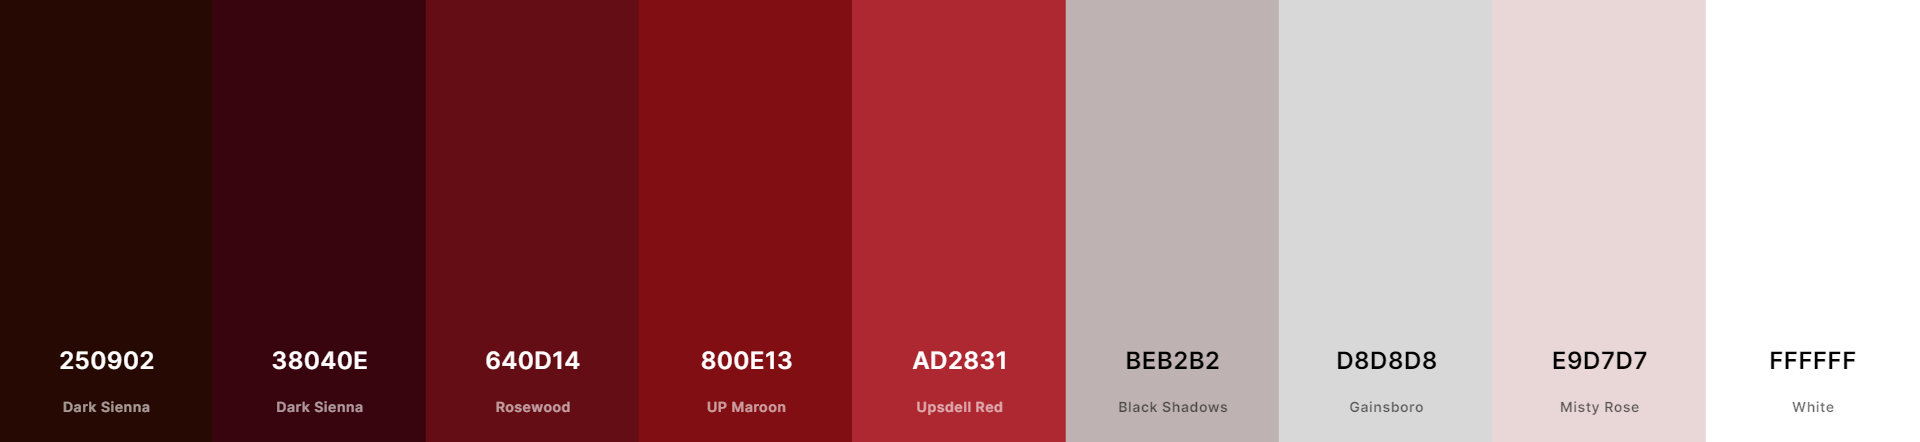 250902
38040E
640D14
800E13
AD2831
BEB2B2
D8D8D8
E9D7D7
FFFFFF
Dark Sienna
Dark Sienna
Rosewood
UP Maroon
Upsdell Red
Black Shadows
Gainsboro
Misty Rose
White